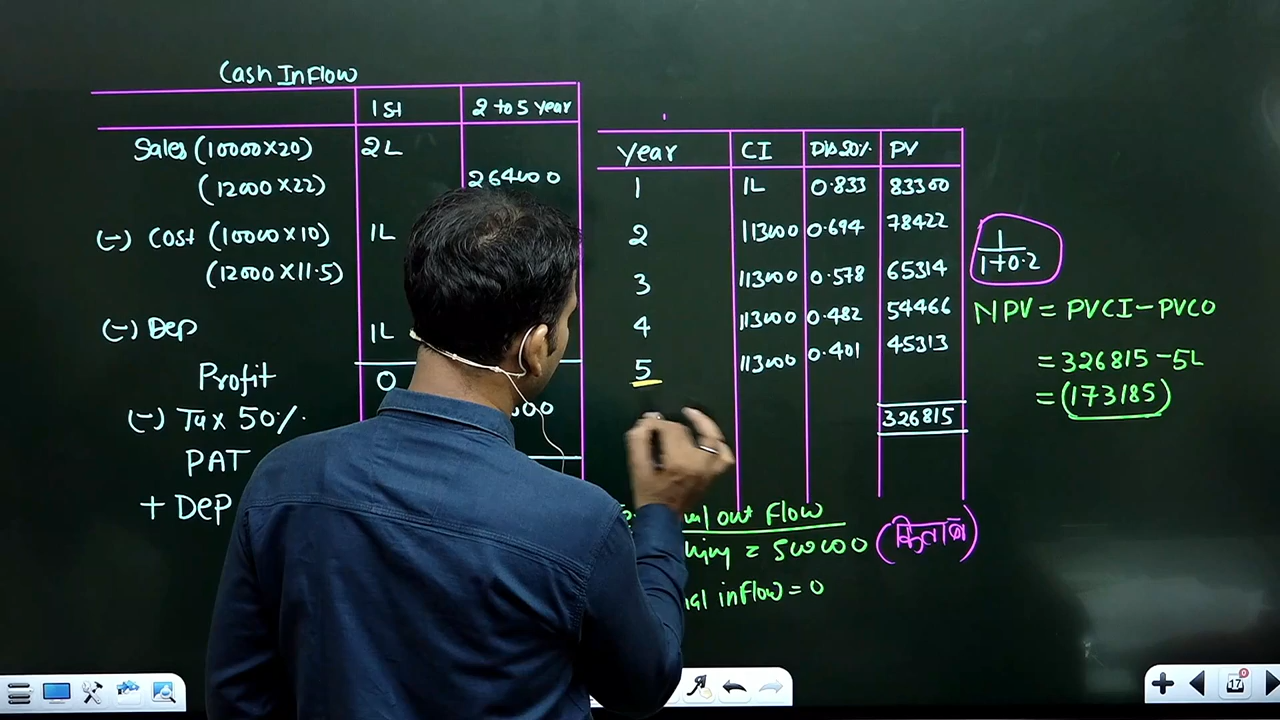 Cash InFlow
1st 2 to 5 year
Sales (10000×20) 2L
(12000×22) 264000
(-) Cost (10000×10) 1L
(12000×11.5)
(-) Dep 1L
Profit 0
(-) Tax 50%.
PAT
+ Dep
year CI Dis20% PV
1 1L 0.833 83300
2 113000 0.694 78422
3 113000 0.578 65314
4 113000 0.482 54466
5 113000 0.401 45313
326815
1
1+0.2
NPV = PVCI-PVCO
= 326815-5L
= (173185)
out Flow
= 500000
inflow = 0
17